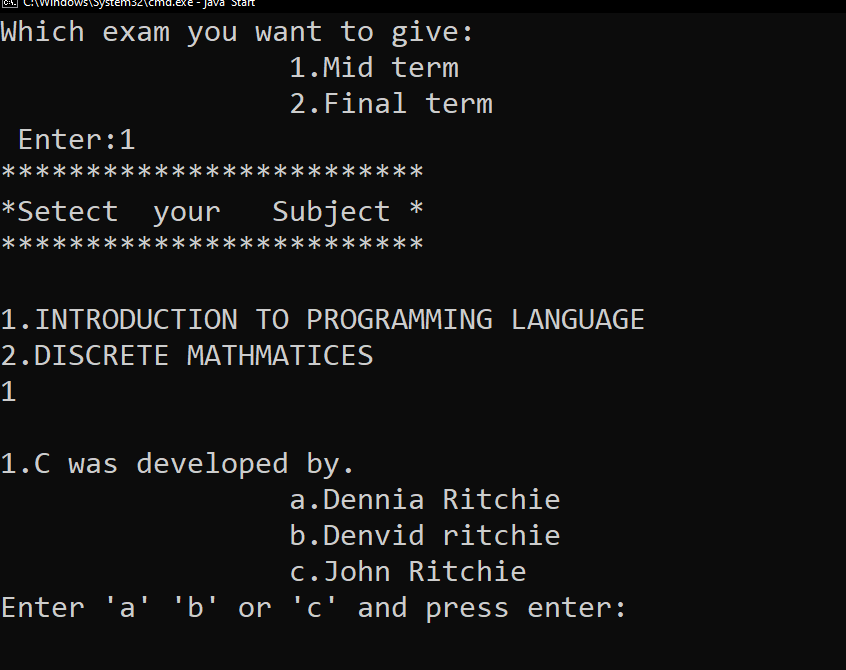 C:\Windows\System32\cmd.exe - java Start
Which exam you want to give:
1.Mid term
2.Final term
Enter:1
*************************
*Setect your Subject *
*************************
1.INTRODUCTION TO PROGRAMMING LANGUAGE
2.DISCRETE MATHMATICES
1
1.C was developed by.
a.Dennia Ritchie
b.Denvid ritchie
c.John Ritchie
Enter 'a' 'b' or 'c' and press enter: